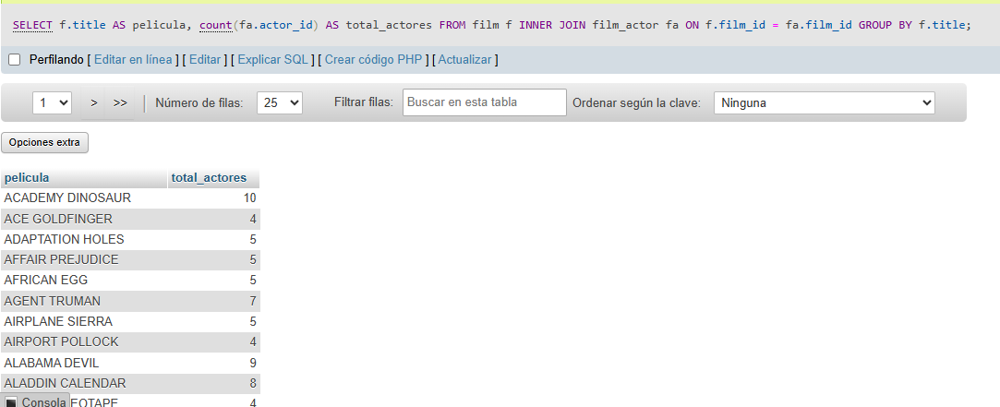 SELECT f.title AS pelicula, count(fa.actor_id) AS total_actores FROM film f INNER JOIN film_actor fa ON f.film_id = fa.film_id GROUP BY f.title;
Perfilando [ Editar en línea ] [ Editar ] [ Explicar SQL ] [ Crear código PHP ] [ Actualizar ]
1 > >> Número de filas: 25 Filtrar filas: Buscar en esta tabla Ordenar según la clave: Ninguna
Opciones extra
pelicula total_actores
ACADEMY DINOSAUR 10
ACE GOLDFINGER 4
ADAPTATION HOLES 5
AFFAIR PREJUDICE 5
AFRICAN EGG 5
AGENT TRUMAN 7
AIRPLANE SIERRA 5
AIRPORT POLLOCK 4
ALABAMA DEVIL 9
ALADDIN CALENDAR 8
Consola EOTAPE 4